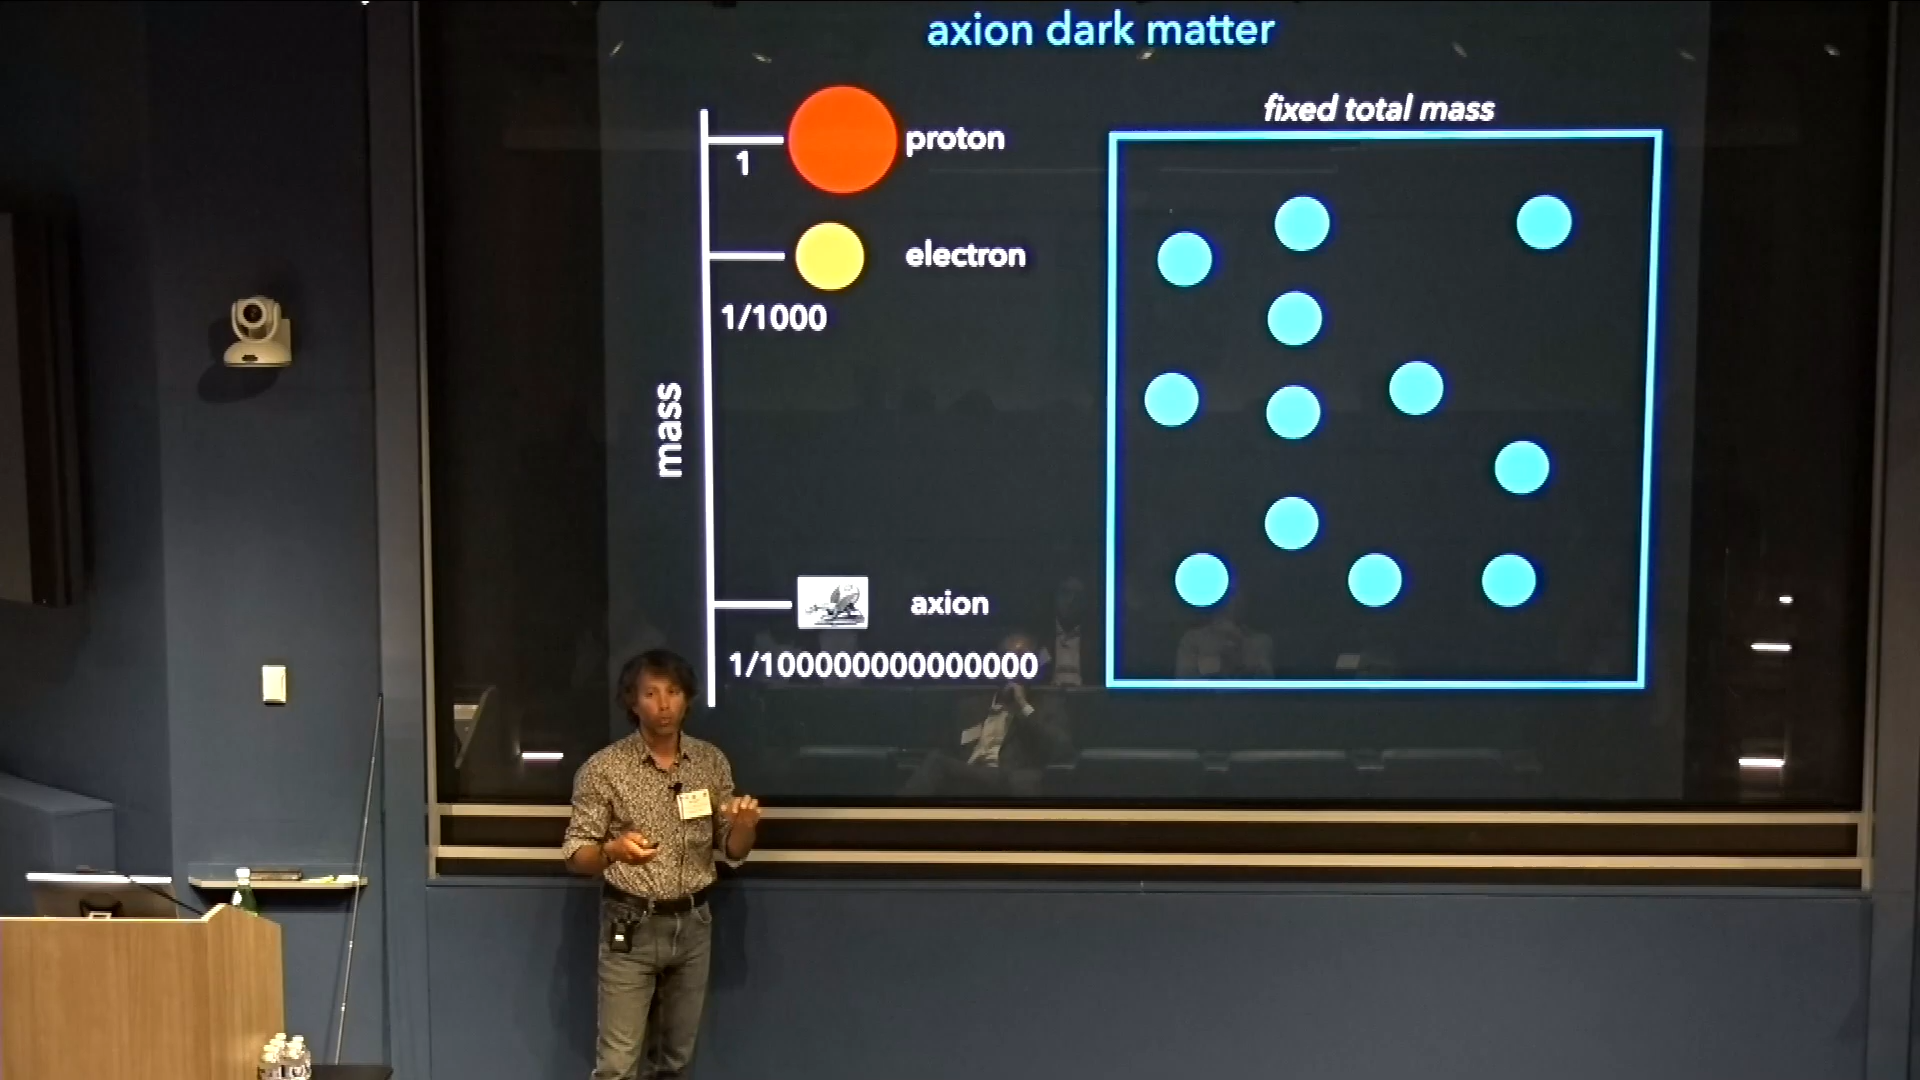 axion dark matter
fixed total mass
proton
1
electron
1/1000
mass
axion
1/100000000000000